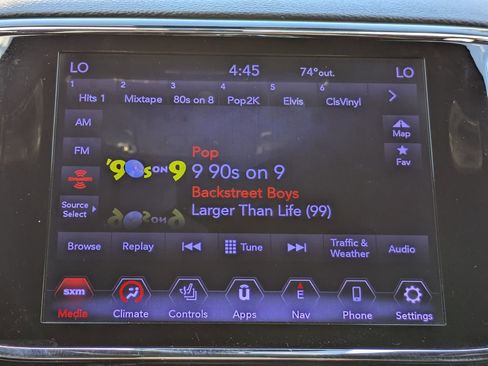 LO 4:45 74° out. LO
1 2 3 4 5 6
Hits 1 Mixtape 80s on 8 Pop2K Elvis ClsVinyl
AM
FM
Map
Fav
Source
Select
'90s ON 9
Pop
9 90s on 9
Backstreet Boys
Larger Than Life (99)
Browse Replay Tune Traffic &
Weather Audio
sxm u E
Media Climate Controls Apps Nav Phone Settings